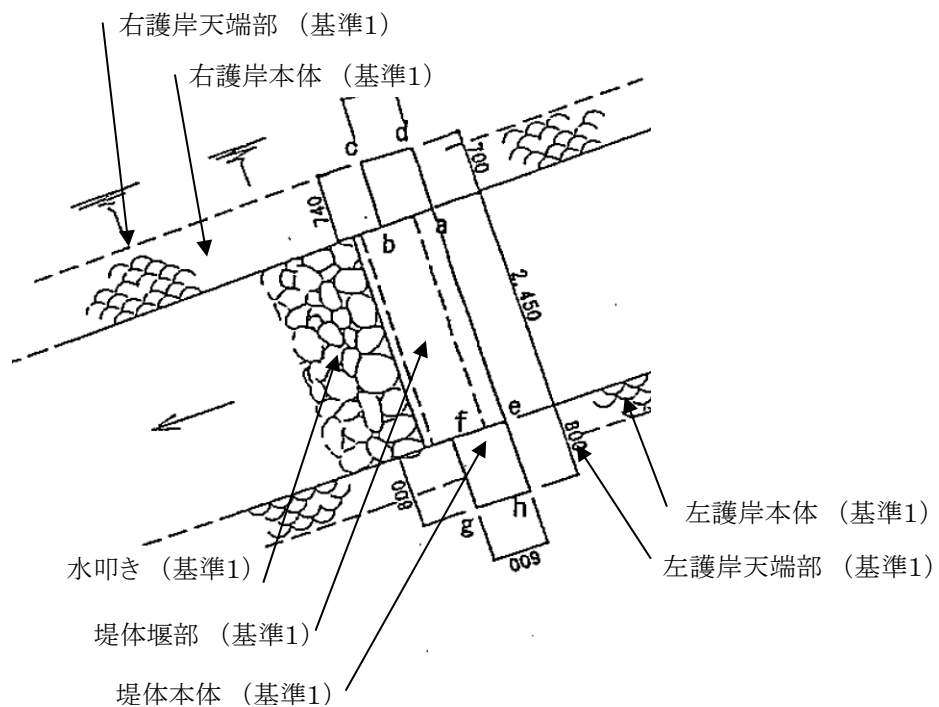 右護岸天端部 （基準1）
右護岸本体 （基準1）
c
d
700
740
a
b
2,450
e
f
800
800
g
h
600
左護岸本体 （基準1）
水叩き （基準1）
左護岸天端部 （基準1）
堤体堰部 （基準1）
堤体本体 （基準1）